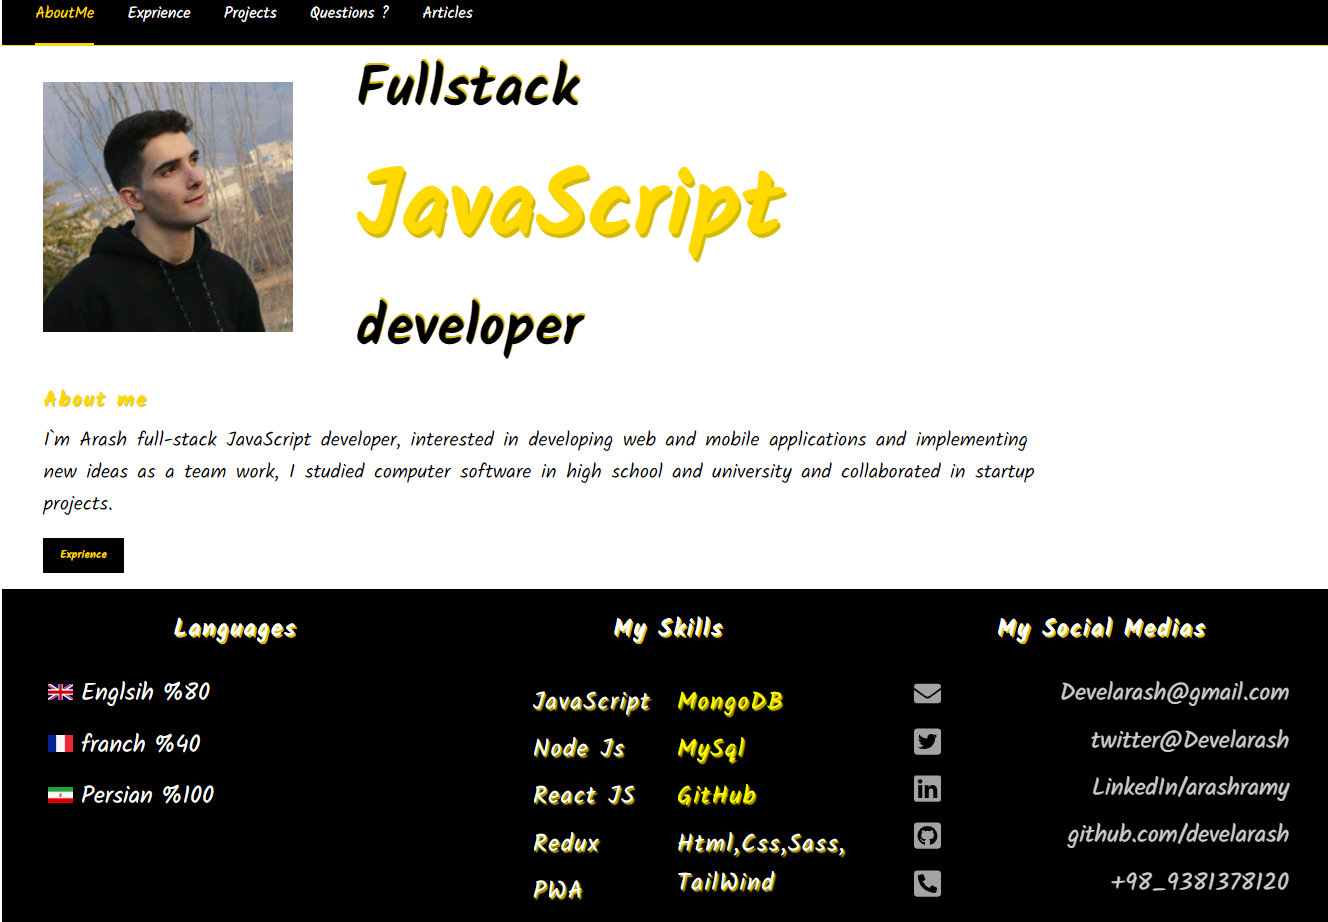 AboutMe Exprience Projects Questions ? Articles
Fullstack
JavaScript
developer
About me
I`m Arash full-stack JavaScript developer, interested in developing web and mobile applications and implementing
new ideas as a team work, I studied computer software in high school and university and collaborated in startup
projects.
Exprience
Languages
Englsih %80
franch %40
Persian %100
My Skills
JavaScript
Node Js
React JS
Redux
PWA
MongoDB
MySql
GitHub
Html,Css,Sass,
TailWind
My Social Medias
Develarash@gmail.com
twitter@Develarash
LinkedIn/arashramy
github.com/develarash
+98_9381378120